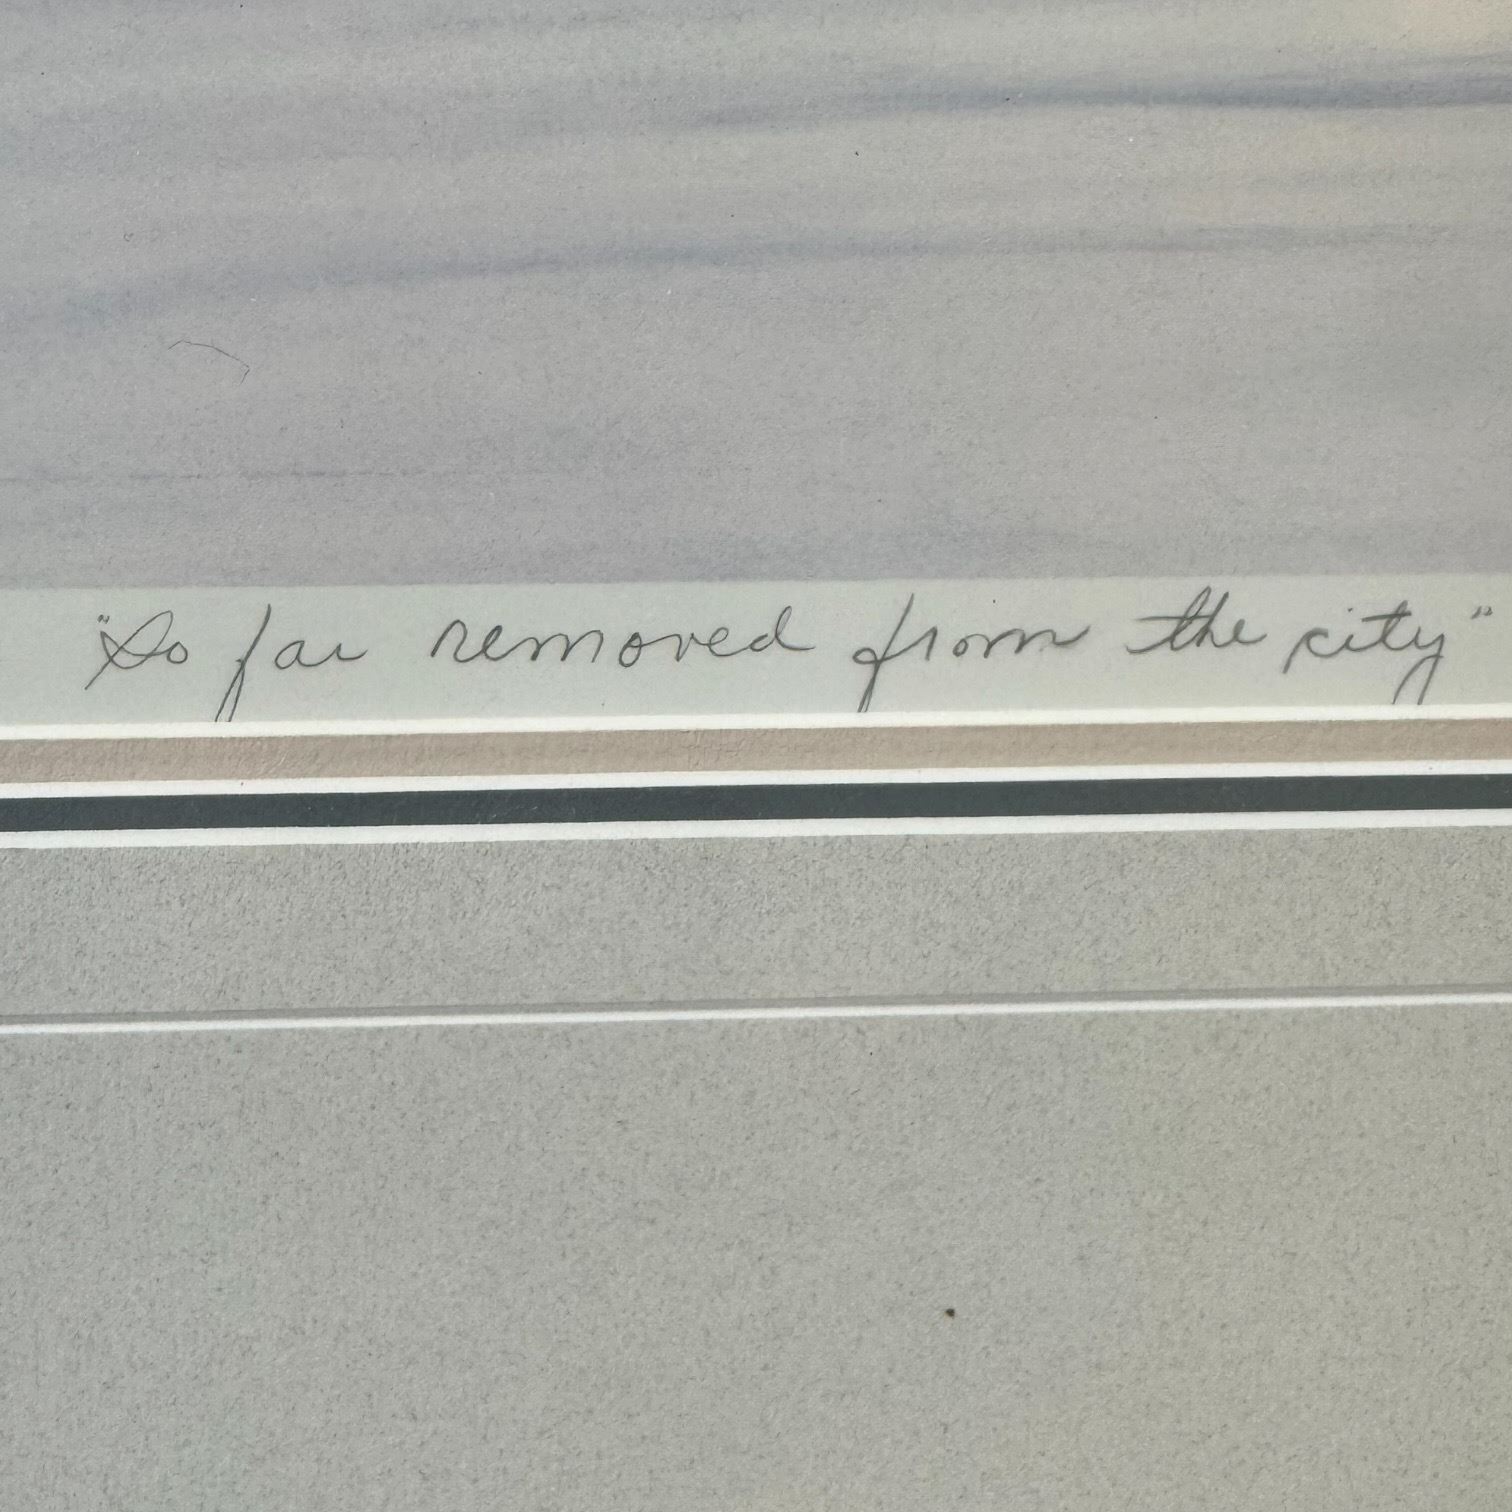 "So far removed from the city"